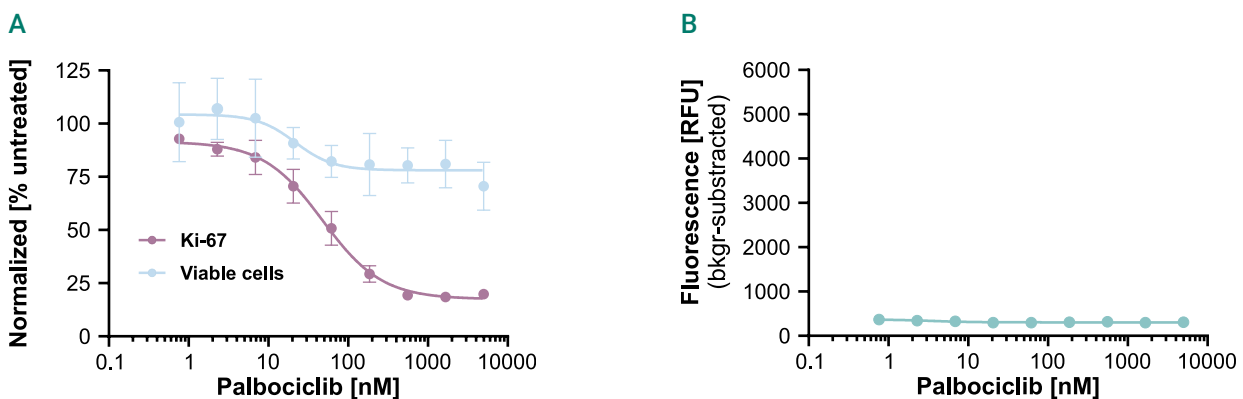 A
Normalized [% untreated]
125
100
75
50
25
0
Ki-67
Viable cells
0.1
1
10
100
1000
10000
Palbociclib [nM]
B
Fluorescence [RFU]
(bkgr-substracted)
6000
5000
4000
3000
2000
1000
0
0.1
1
10
100
1000
10000
Palbociclib [nM]